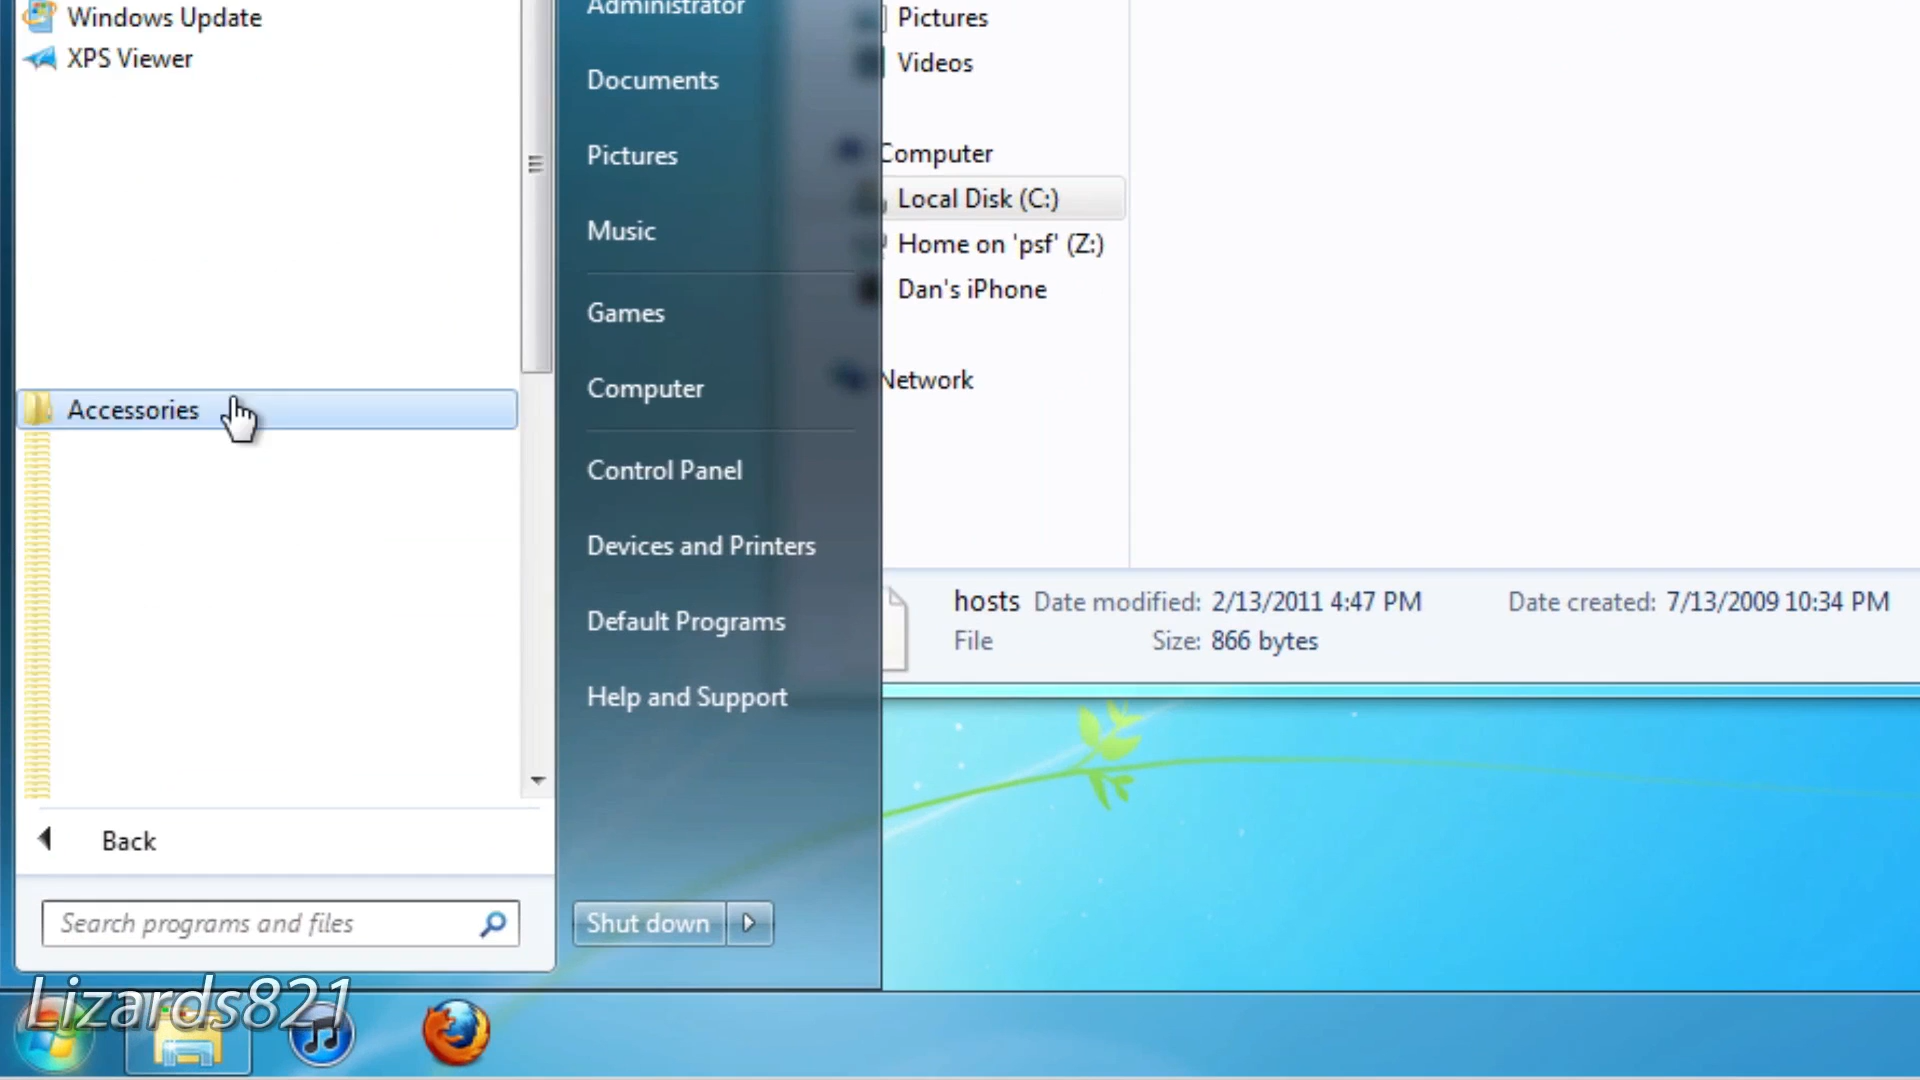 Windows Update
XPS Viewer
Accessories
Back
Search programs and files
Administrator
Documents
Pictures
Music
Games
Computer
Control Panel
Devices and Printers
Default Programs
Help and Support
Shut down
Pictures
Videos
Computer
Local Disk (C:)
Home on 'psf' (Z:)
Dan's iPhone
Network
hosts Date modified: 2/13/2011 4:47 PM Date created: 7/13/2009 10:34 PM
File Size: 866 bytes
Lizards821